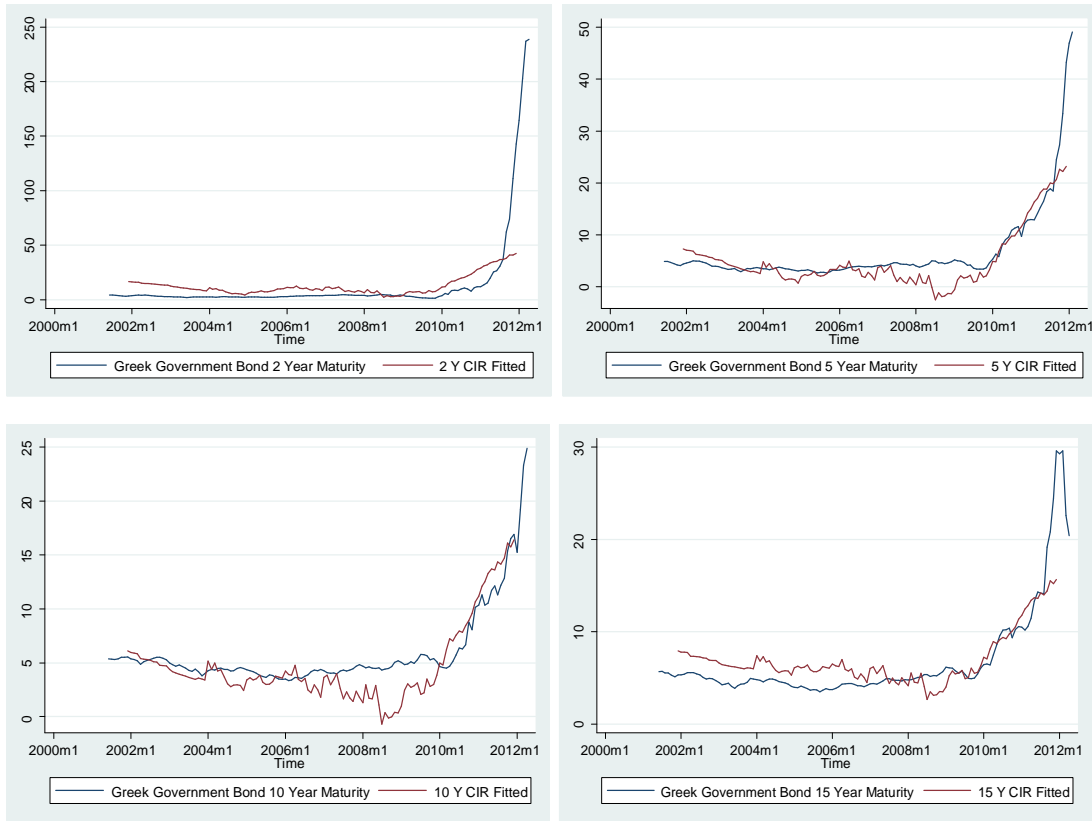 250
200
150
100
50
0
2000m1 2002m1 2004m1 2006m1 2008m1 2010m1 2012m1
Time
Greek Government Bond 2 Year Maturity 2 Y CIR Fitted
50
40
30
20
10
0
2000m1 2002m1 2004m1 2006m1 2008m1 2010m1 2012m1
Time
Greek Government Bond 5 Year Maturity 5 Y CIR Fitted
25
20
15
10
5
0
2000m1 2002m1 2004m1 2006m1 2008m1 2010m1 2012m1
Time
Greek Government Bond 10 Year Maturity 10 Y CIR Fitted
30
20
10
0
2000m1 2002m1 2004m1 2006m1 2008m1 2010m1 2012m1
Time
Greek Government Bond 15 Year Maturity 15 Y CIR Fitted